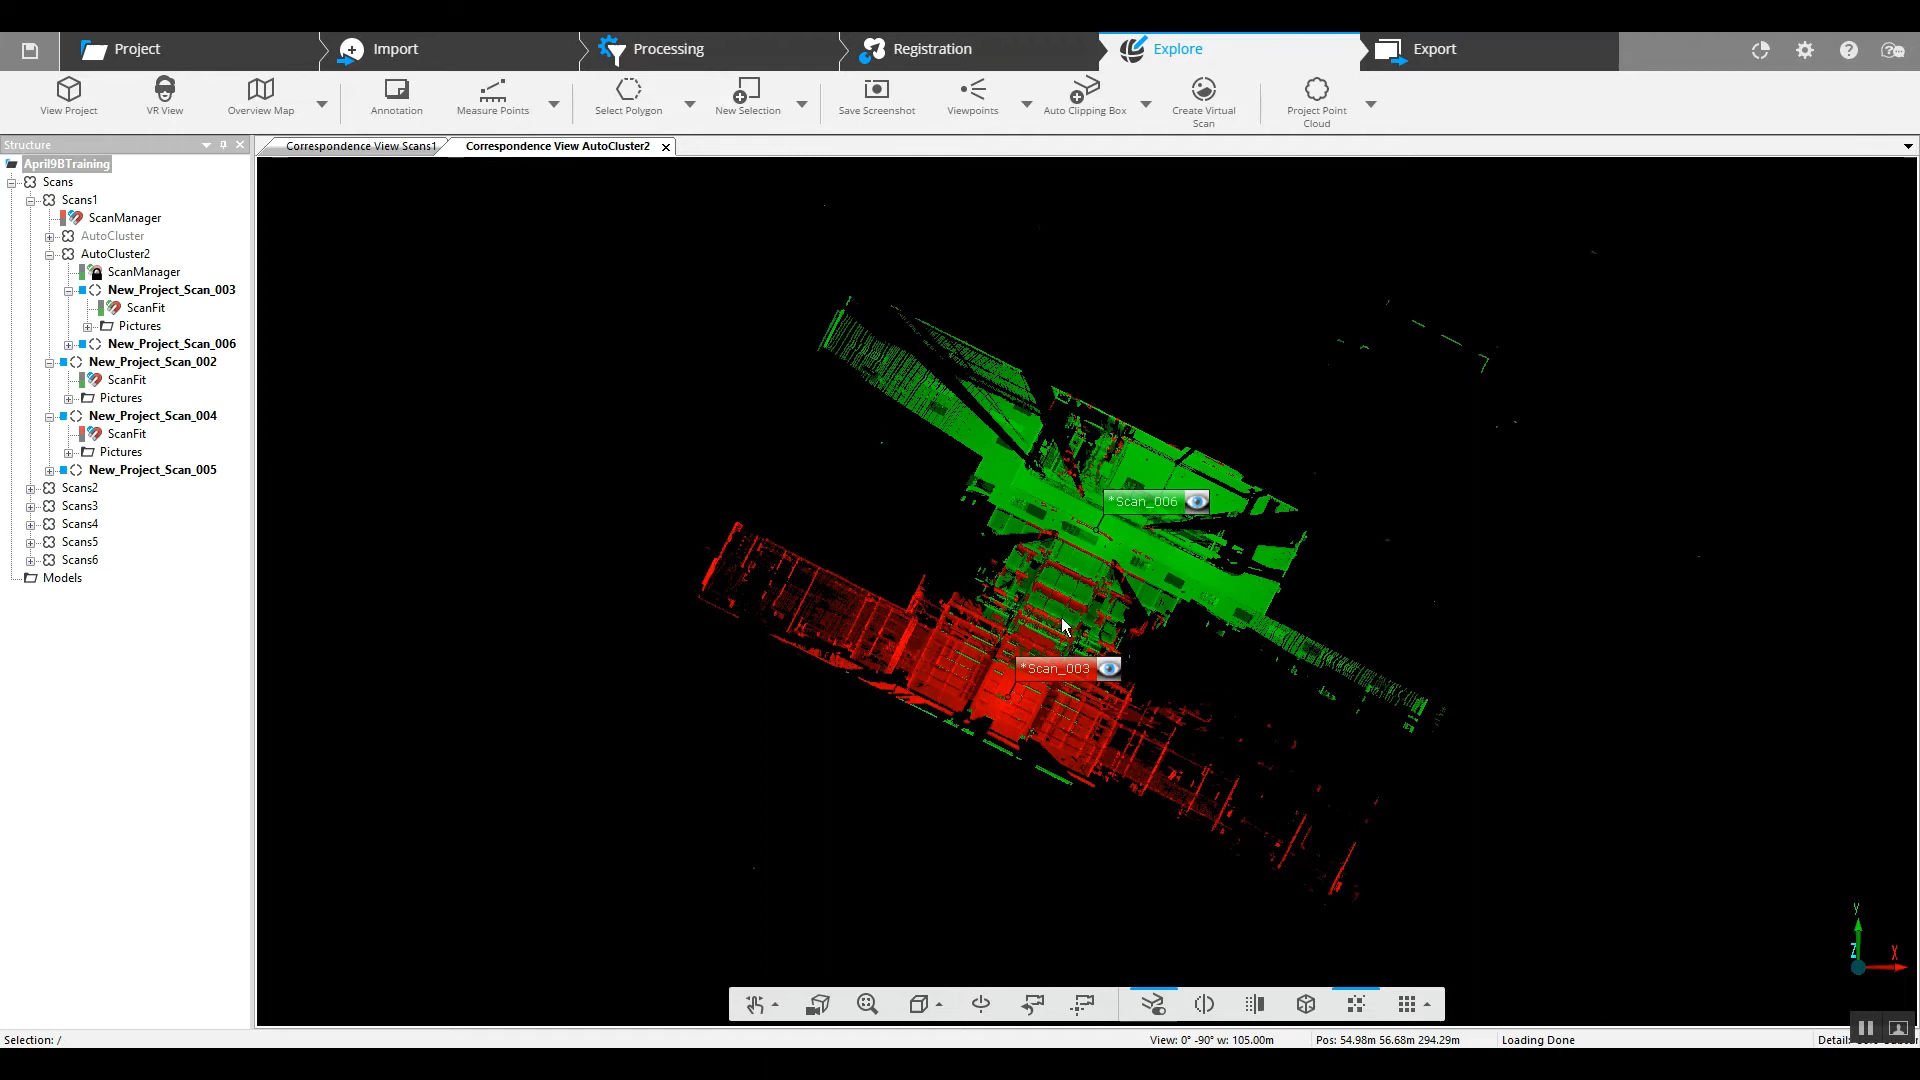 Project
Import
Processing
Registration
Explore
Export
View Project
VR View
Overview Map
Annotation
Measure Points
Select Polygon
New Selection
Save Screenshot
Viewpoints
Auto Clipping Box
Create Virtual
Scan
Project Point
Cloud
Structure
Correspondence View Scans1
Correspondence View AutoCluster2
April9BTraining
Scans
Scans1
ScanManager
AutoCluster
AutoCluster2
ScanManager
New_Project_Scan_003
ScanFit
Pictures
New_Project_Scan_006
New_Project_Scan_002
ScanFit
Pictures
New_Project_Scan_004
ScanFit
Pictures
New_Project_Scan_005
Scans2
Scans3
Scans4
Scans5
Scans6
Models
*Scan_006
*Scan_003
y
Z
X
Selection: /
View: 0° -90° w: 105.00m
Pos: 54.98m 56.68m 294.29m
Loading Done
Detail: